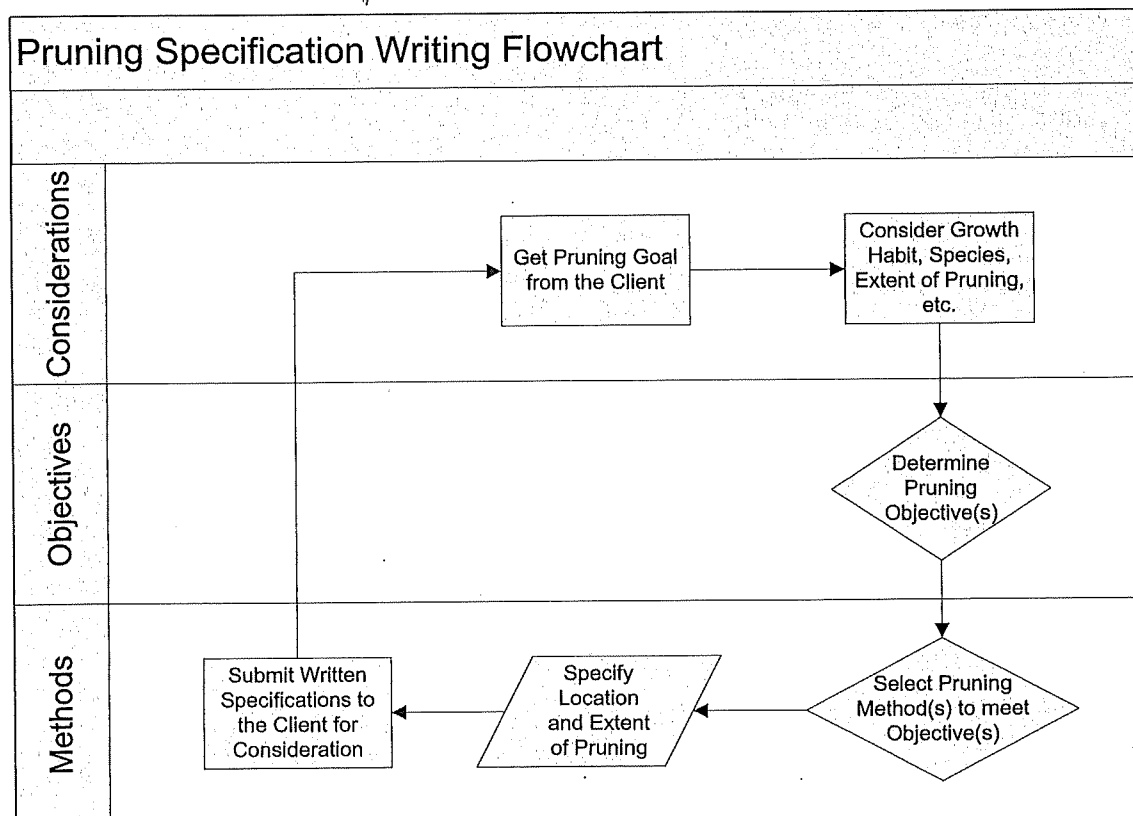 Pruning Specification Writing Flowchart
Considerations
Get Pruning Goal
from the Client
Consider Growth
Habit, Species,
Extent of Pruning,
etc.
Objectives
Determine
Pruning
Objective(s)
Methods
Submit Written
Specifications to
the Client for
Consideration
Specify
Location
and Extent
of Pruning
Select Pruning
Method(s) to meet
Objective(s)